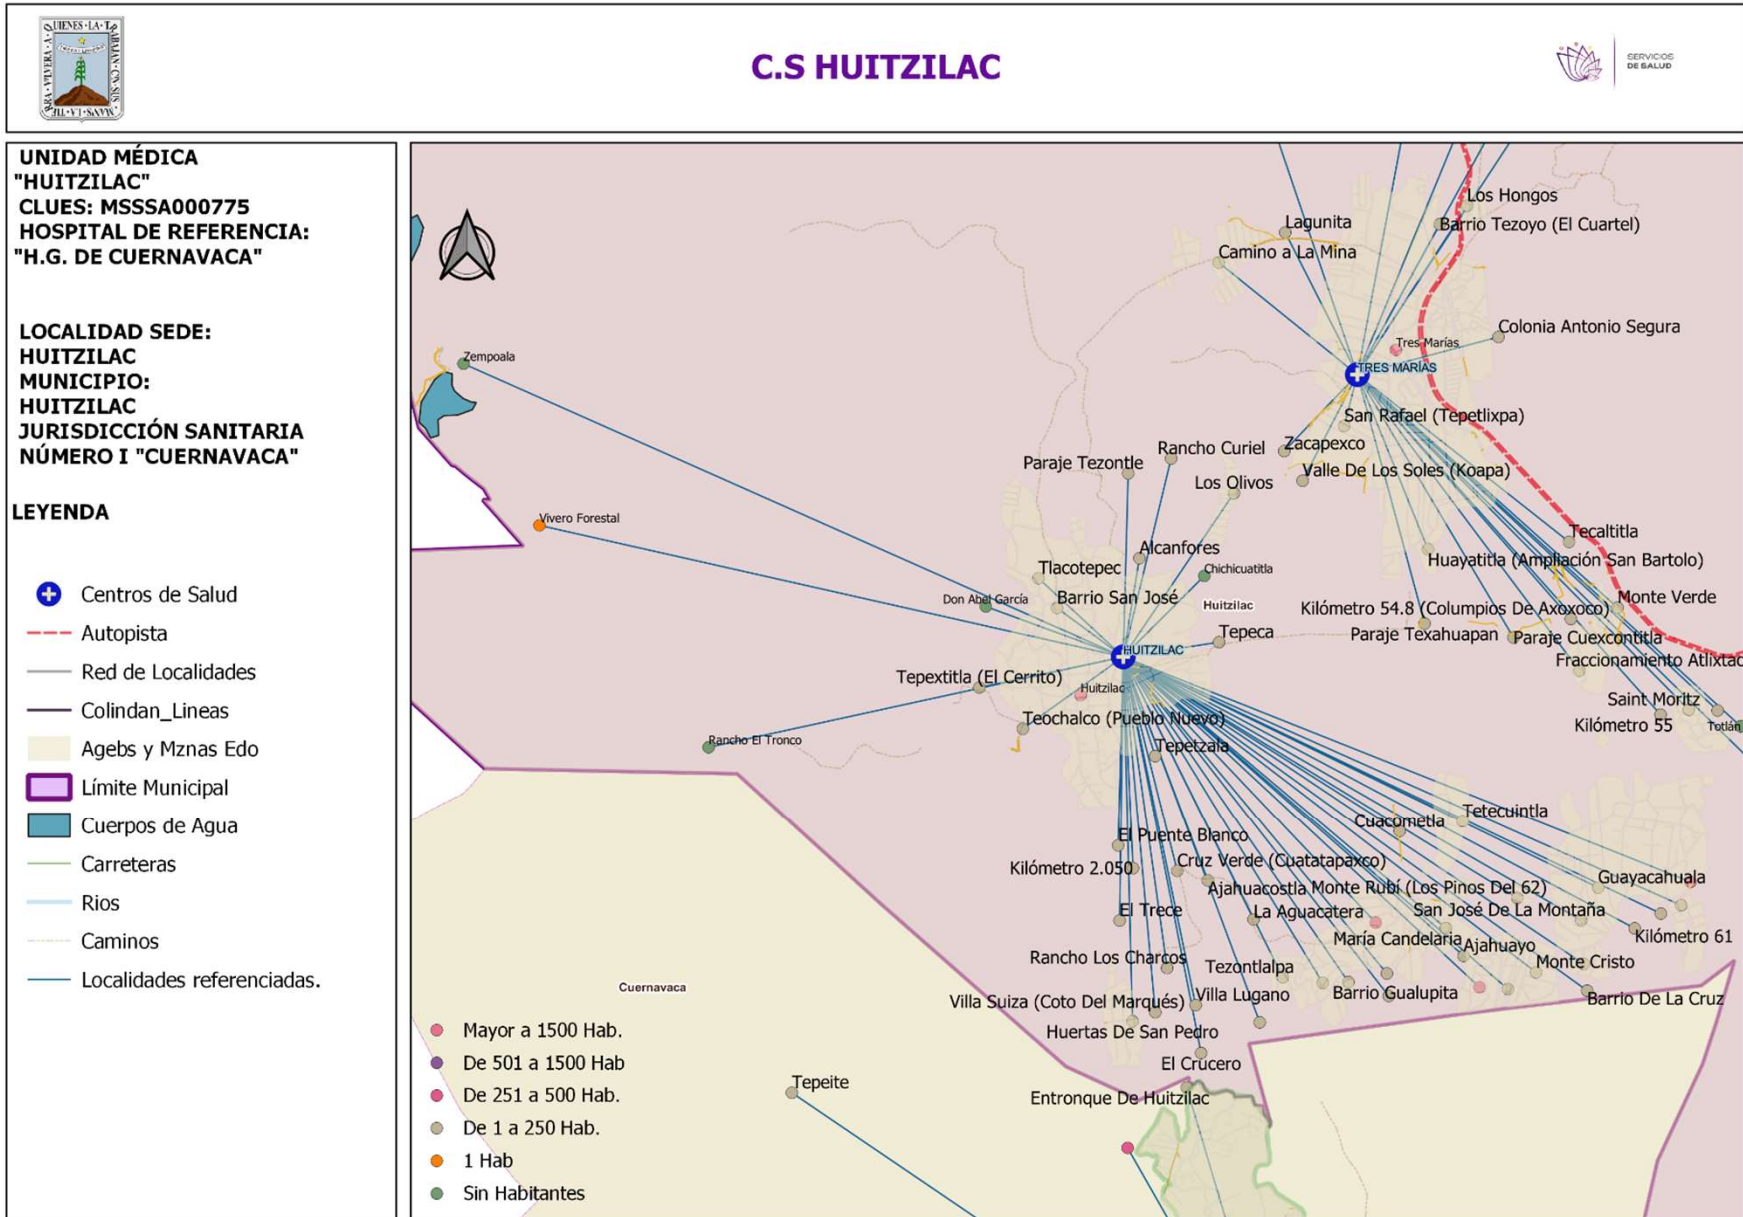 C.S HUITZILAC
SERVICIOS
DE SALUD
UNIDAD MÉDICA
"HUITZILAC"
CLUES: MSSSA000775
HOSPITAL DE REFERENCIA:
"H.G. DE CUERNAVACA"
LOCALIDAD SEDE:
HUITZILAC
MUNICIPIO:
HUITZILAC
JURISDICCIÓN SANITARIA
NÚMERO I "CUERNAVACA"
LEYENDA
Centros de Salud
Autopista
Red de Localidades
Colindan_Lineas
Agebs y Mznas Edo
Límite Municipal
Cuerpos de Agua
Carreteras
Rios
Caminos
Localidades referenciadas.
Los Hongos
Lagunita
Barrio Tezoyo (El Cuartel)
Camino a La Mina
Colonia Antonio Segura
Tres Marías
Zempoala
TRES MARÍAS
San Rafael (Tepetlixpa)
Rancho Curiel
Zacapexco
Paraje Tezontle
Valle De Los Soles (Koapa)
Los Olivos
Vivero Forestal
Tecaltitla
Alcanfores
Huayatitla (Ampliación San Bartolo)
Tlacotepec
Chichicuatitla
Don Abel García
Barrio San José
Huitzilac
Kilómetro 54.8 (Columpios De Axoxoco)
Monte Verde
Tepeca
Paraje Texahuapan
Paraje Cuexcontitla
HUITZILAC
Fraccionamiento Atlixtac
Tepextitla (El Cerrito)
Huitzilac
Saint Moritz
Teochalco (Pueblo Nuevo)
Kilómetro 55
Totlán
Rancho El Tronco
Tepetzala
Tetecuintla
Cuacometla
El Puente Blanco
Kilómetro 2.050
Cruz Verde (Cuatatapaxco)
Guayacahuala
Ajahuacostla
Monte Rubí (Los Pinos Del 62)
El Trece
La Aguacatera
San José De La Montaña
María Candelaria
Ajahuayo
Kilómetro 61
Rancho Los Charcos
Tezontlalpa
Monte Cristo
Cuernavaca
Villa Suiza (Coto Del Marqués)
Villa Lugano
Barrio Gualupita
Barrio De La Cruz
Huertas De San Pedro
El Crucero
Tepeite
Entronque De Huitzilac
Mayor a 1500 Hab.
De 501 a 1500 Hab
De 251 a 500 Hab.
De 1 a 250 Hab.
1 Hab
Sin Habitantes